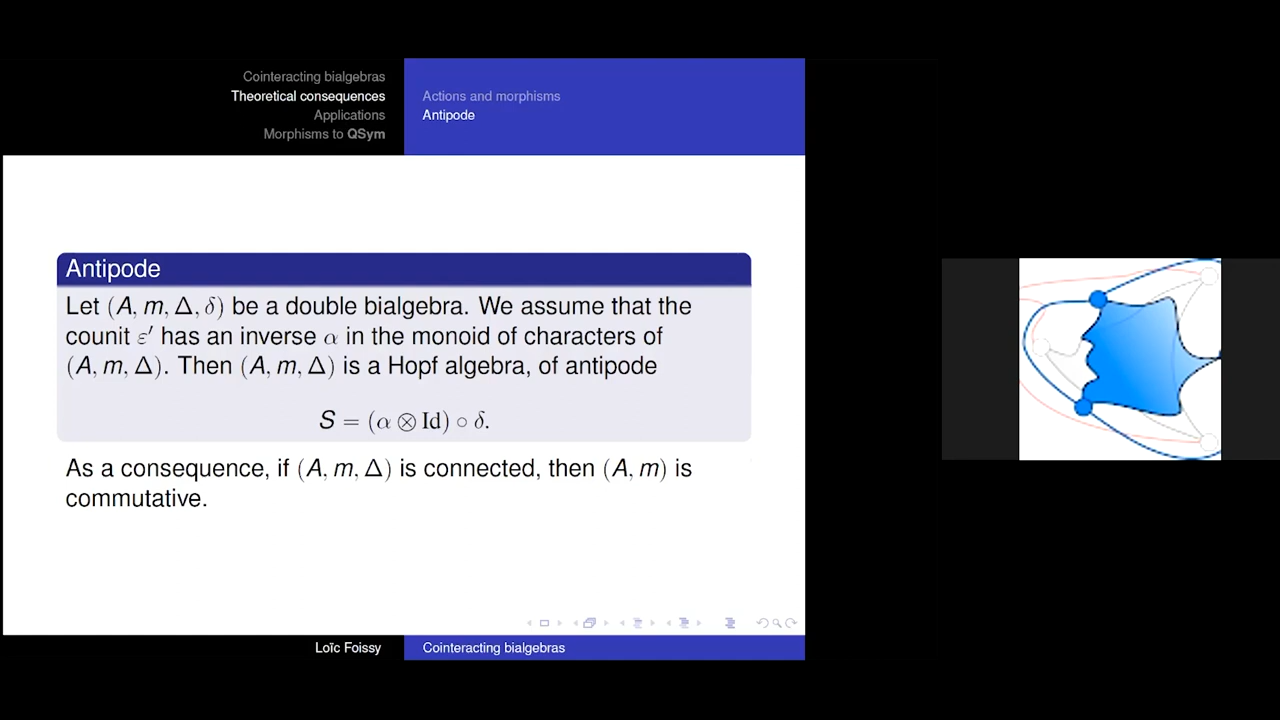 Cointeracting bialgebras
Theoretical consequences
Applications
Morphisms to QSym
Actions and morphisms
Antipode
Antipode
Let (A, m, Δ, δ) be a double bialgebra. We assume that the
counit ε′ has an inverse α in the monoid of characters of
(A, m, Δ). Then (A, m, Δ) is a Hopf algebra, of antipode
S = (α ⊗ Id) ∘ δ.
As a consequence, if (A, m, Δ) is connected, then (A, m) is
commutative.
Loïc Foissy
Cointeracting bialgebras